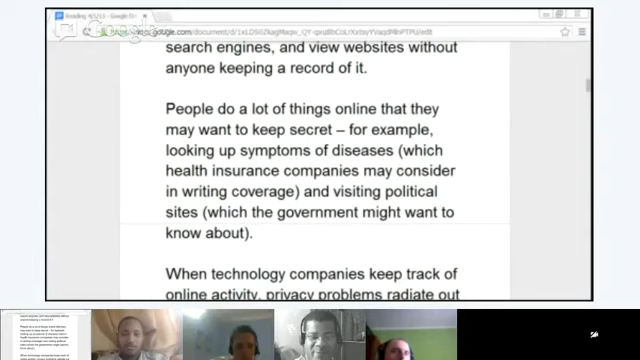 search engines, and view websites without
anyone keeping a record of it.
People do a lot of things online that they
may want to keep secret – for example,
looking up symptoms of diseases (which
health insurance companies may consider
in writing coverage) and visiting political
sites (which the government might want to
know about).
When technology companies keep track of
online activity, privacy problems radiate out